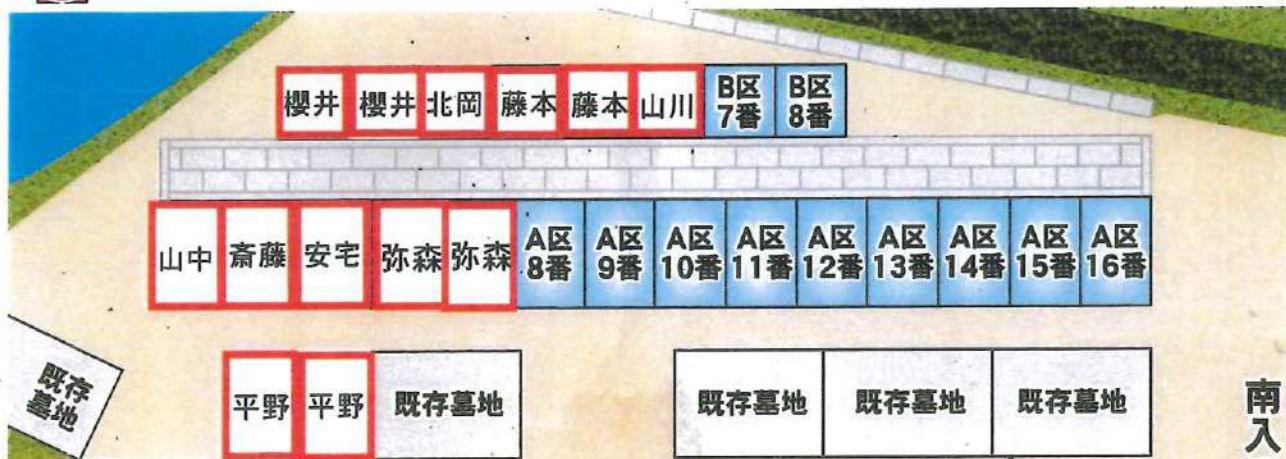 櫻井 櫻井 北岡 藤本 藤本 山川 B区7番 B区8番
山中 斎藤 安宅 弥森 弥森 A区8番 A区9番 A区10番 A区11番 A区12番 A区13番 A区14番 A区15番 A区16番
既存墓地 平野 平野 既存墓地 既存墓地 既存墓地 既存墓地
南入